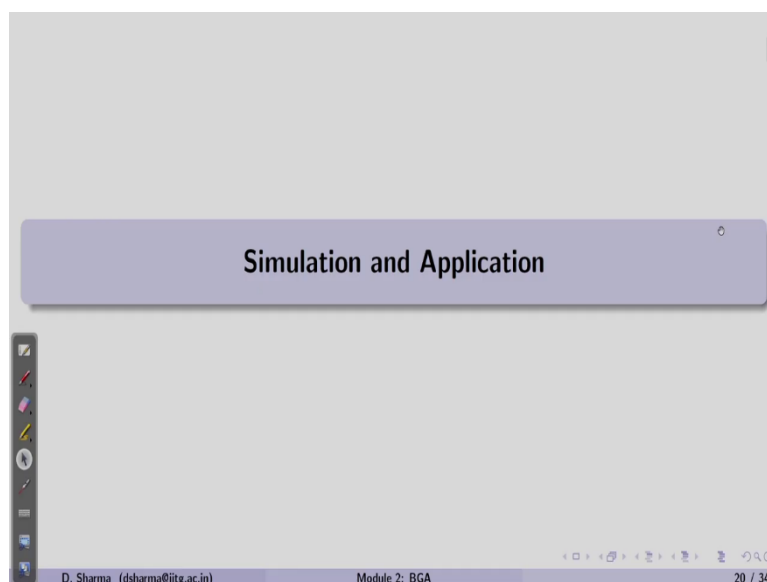 Simulation and Application
D. Sharma (dsharma@iitg.ac.in) Module 2: BGA 20 / 34